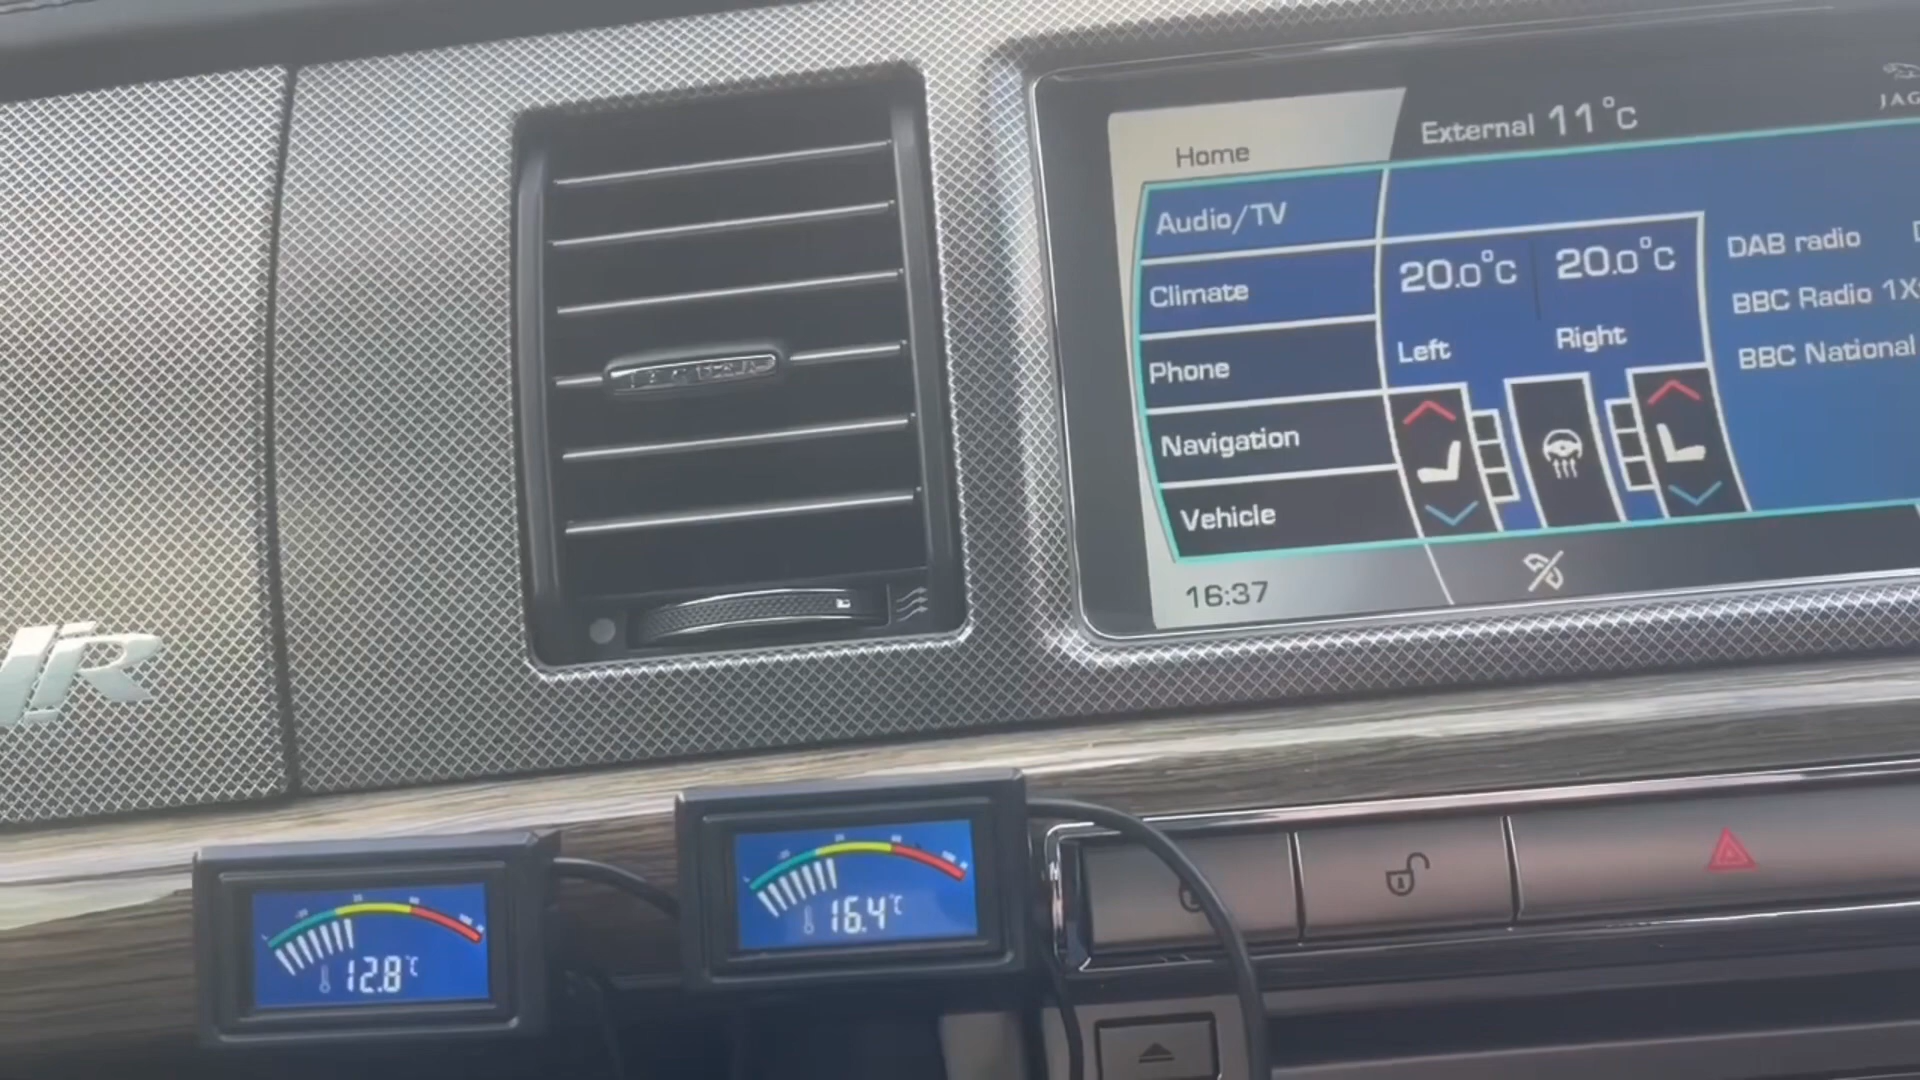 JAG
External 11°C
Home
Audio/TV
Climate
Phone
Navigation
Vehicle
20.0°C 20.0°C
Left Right
DAB radio
BBC Radio 1X
BBC National
16:37
JAGUAR
R
12.8°C
16.4°C